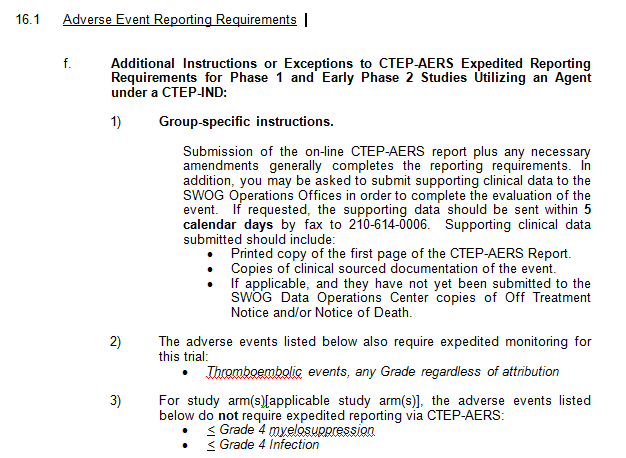 16.1 Adverse Event Reporting Requirements
f. Additional Instructions or Exceptions to CTEP-AERS Expedited Reporting
Requirements for Phase 1 and Early Phase 2 Studies Utilizing an Agent
under a CTEP-IND:
1) Group-specific instructions.
Submission of the on-line CTEP-AERS report plus any necessary
amendments generally completes the reporting requirements. In
addition, you may be asked to submit supporting clinical data to the
SWOG Operations Offices in order to complete the evaluation of the
event. If requested, the supporting data should be sent within 5
calendar days by fax to 210-614-0006. Supporting clinical data
submitted should include:
• Printed copy of the first page of the CTEP-AERS Report.
• Copies of clinical sourced documentation of the event.
• If applicable, and they have not yet been submitted to the
SWOG Data Operations Center copies of Off Treatment
Notice and/or Notice of Death.
2) The adverse events listed below also require expedited monitoring for
this trial:
• Thromboembolic events, any Grade regardless of attribution
3) For study arm(s)[applicable study arm(s)], the adverse events listed
below do not require expedited reporting via CTEP-AERS:
• ≤ Grade 4 myelosuppression
• ≤ Grade 4 Infection